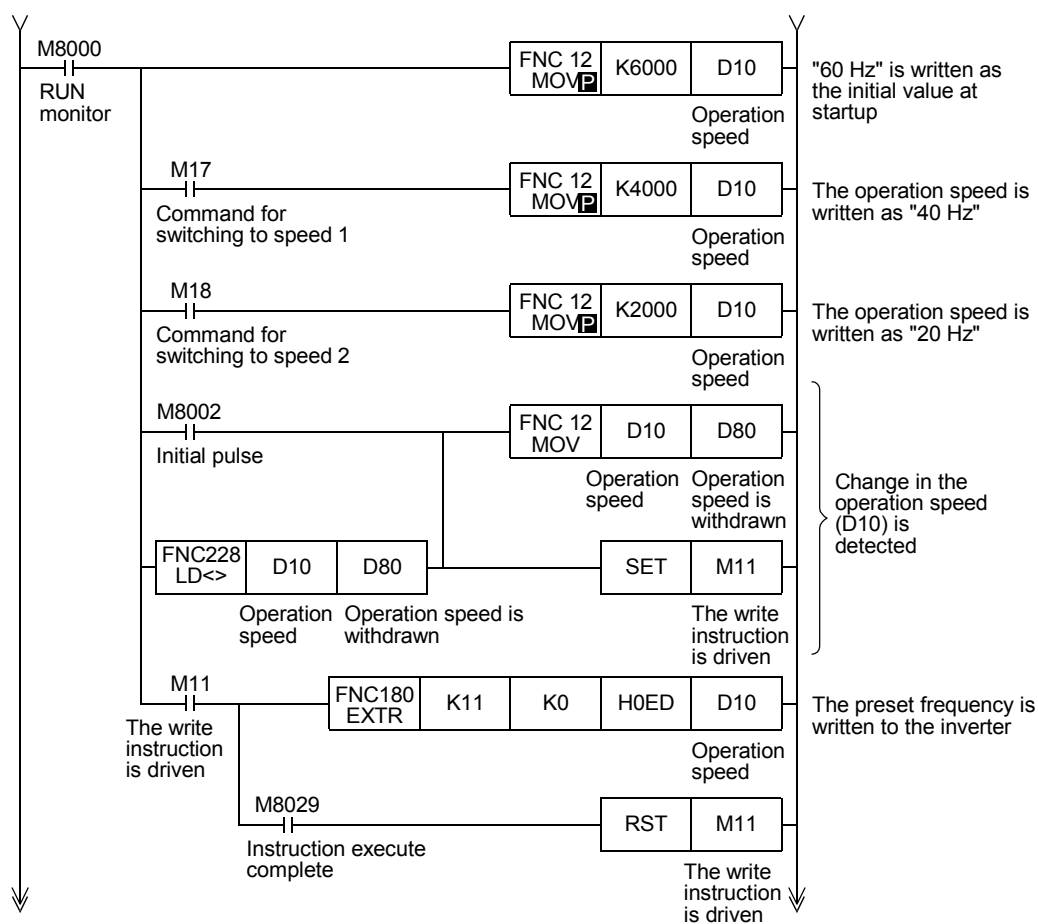 M8000
RUN
monitor
FNC 12
MOVP
K6000
D10
Operation
speed
"60 Hz" is written as
the initial value at
startup
M17
Command for
switching to speed 1
FNC 12
MOVP
K4000
D10
Operation
speed
The operation speed is
written as "40 Hz"
M18
Command for
switching to speed 2
FNC 12
MOVP
K2000
D10
Operation
speed
The operation speed is
written as "20 Hz"
M8002
Initial pulse
FNC 12
MOV
D10
D80
Operation
speed
Operation
speed is
withdrawn
Change in the
operation speed
(D10) is
detected
FNC228
LD<>
D10
D80
Operation
speed
Operation speed is
withdrawn
SET
M11
The write
instruction
is driven
M11
The write
instruction
is driven
FNC180
EXTR
K11
K0
H0ED
D10
Operation
speed
The preset frequency is
written to the inverter
M8029
Instruction execute
complete
RST
M11
The write
instruction
is driven